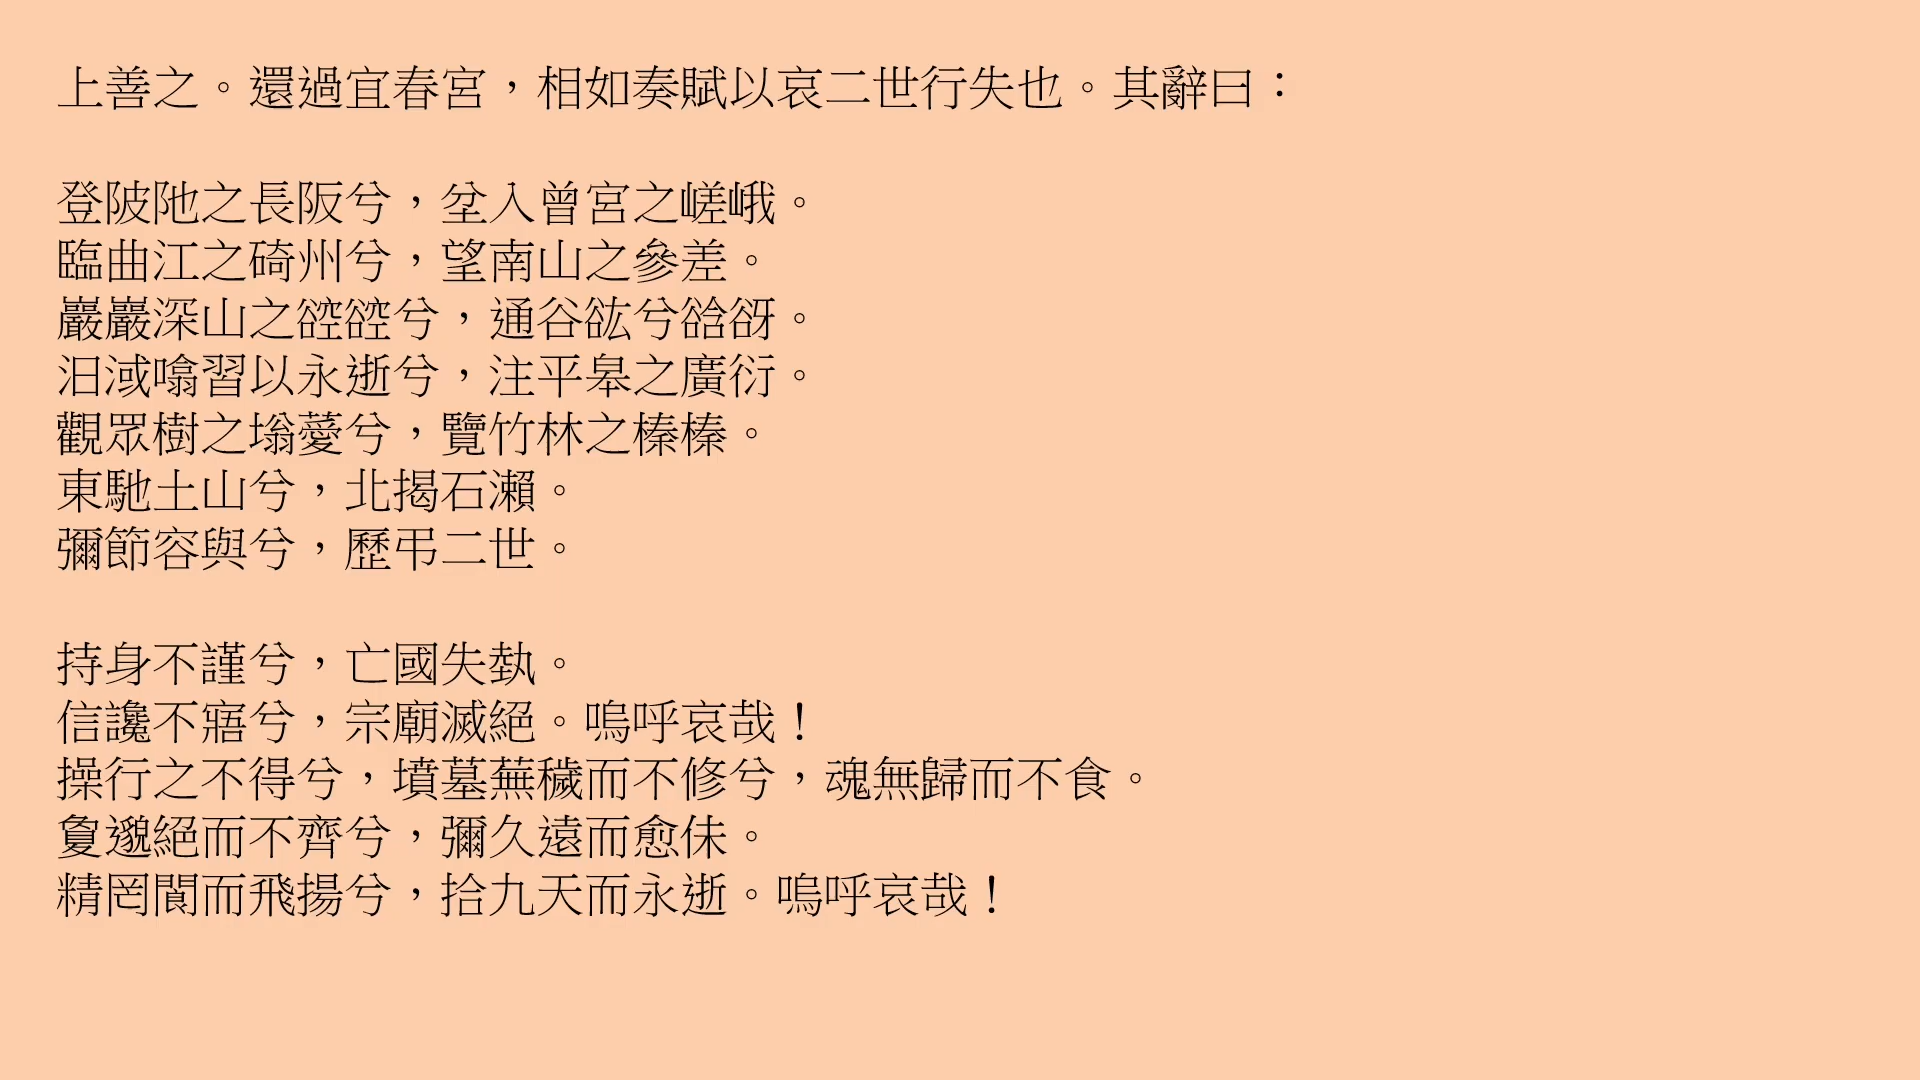 上善之。還過宜春宮，相如奏賦以哀二世行失也。其辭曰：
登陂阤之長阪兮，坌入曾宮之嵯峨。
臨曲江之碕州兮，望南山之參差。
巖巖深山之谾谾兮，通谷谹兮谽谺。
汩淢噏習以永逝兮，注平皋之廣衍。
觀眾樹之塕薆兮，覽竹林之榛榛。
東馳土山兮，北揭石瀨。
彌節容與兮，歷弔二世。
持身不謹兮，亡國失埶。
信讒不寤兮，宗廟滅絕。嗚呼哀哉！
操行之不得兮，墳墓蕪穢而不修兮，魂無歸而不食。
敻邈絕而不齊兮，彌久遠而愈佅。
精罔閬而飛揚兮，拾九天而永逝。嗚呼哀哉！